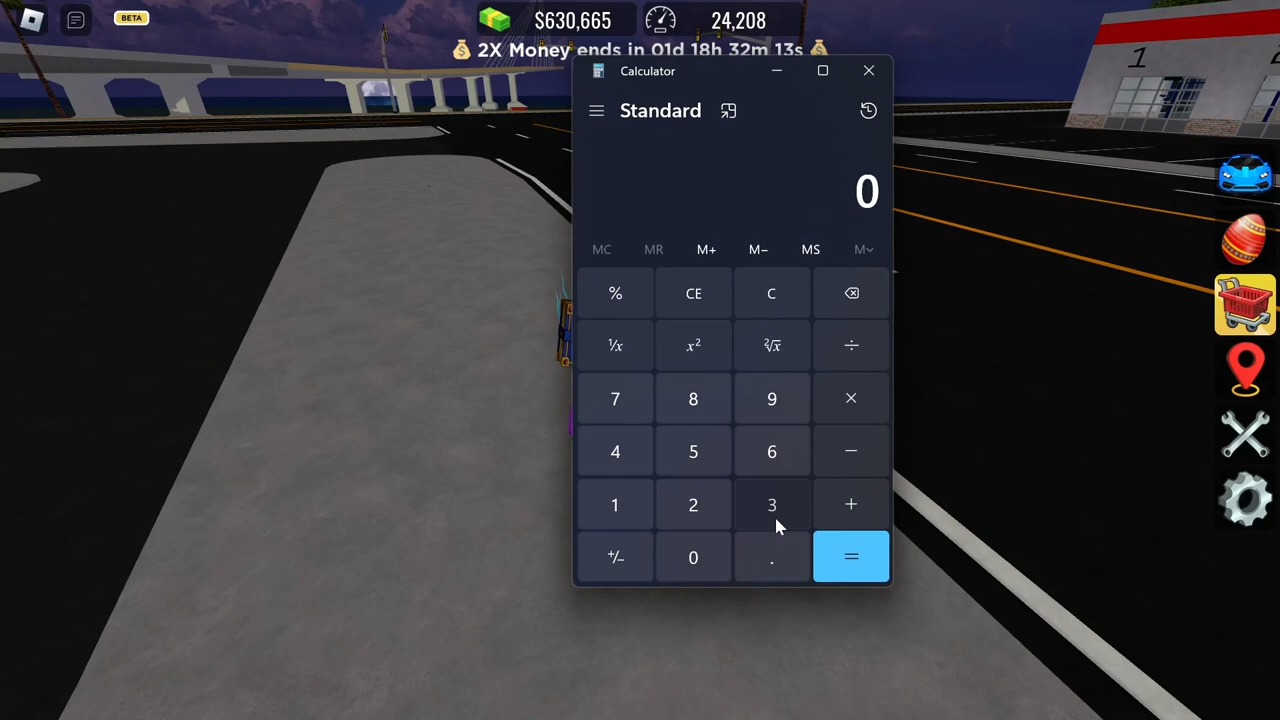 BETA
$630,665
24,208
2X Money ends in 01d 18h 32m 13s
1
Calculator
Standard
0
MC MR M+ M− MS M
% CE C
¹/x x² ²√x ÷
7 8 9 ×
4 5 6 −
1 2 3 +
+/− 0 . =